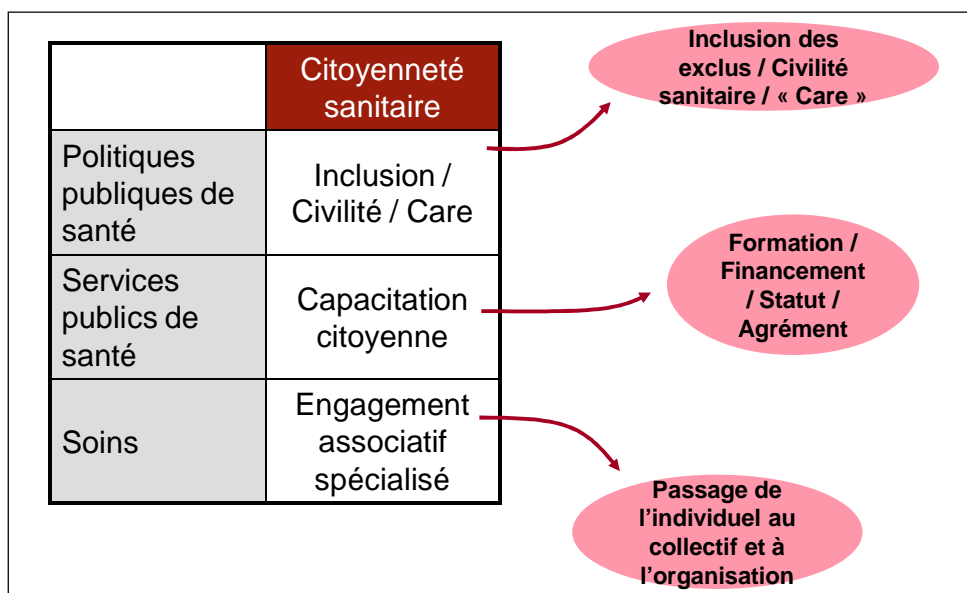 Citoyenneté
sanitaire
Inclusion des
exclus / Civilité
sanitaire / « Care »
Politiques
publiques de
santé
Inclusion /
Civilité / Care
Services
publics de
santé
Capacitation
citoyenne
Formation /
Financement
/ Statut /
Agrément
Soins
Engagement
associatif
spécialisé
Passage de
l’individuel au
collectif et à
l’organisation